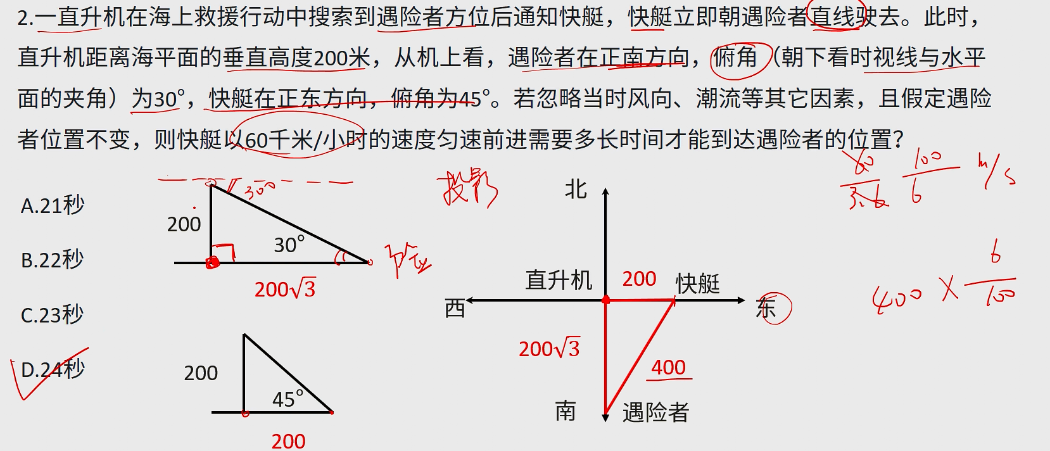 2.一直升机在海上救援行动中搜索到遇险者方位后通知快艇，快艇立即朝遇险者直线驶去。此时，
直升机距离海平面的垂直高度200米，从机上看，遇险者在正南方向，俯角（朝下看时视线与水平
面的夹角）为30°，快艇在正东方向，俯角为45°。若忽略当时风向、潮流等其它因素，且假定遇险
者位置不变，则快艇以60千米/小时的速度匀速前进需要多长时间才能到达遇险者的位置？
A.21秒
B.22秒
C.23秒
D.24秒
30°
200
30°
200√3
200
45°
200
投影
北
直升机
200
快艇
西
东
200√3
400
南
遇险者
60
3.6
100
6
m/s
400 × 6
100